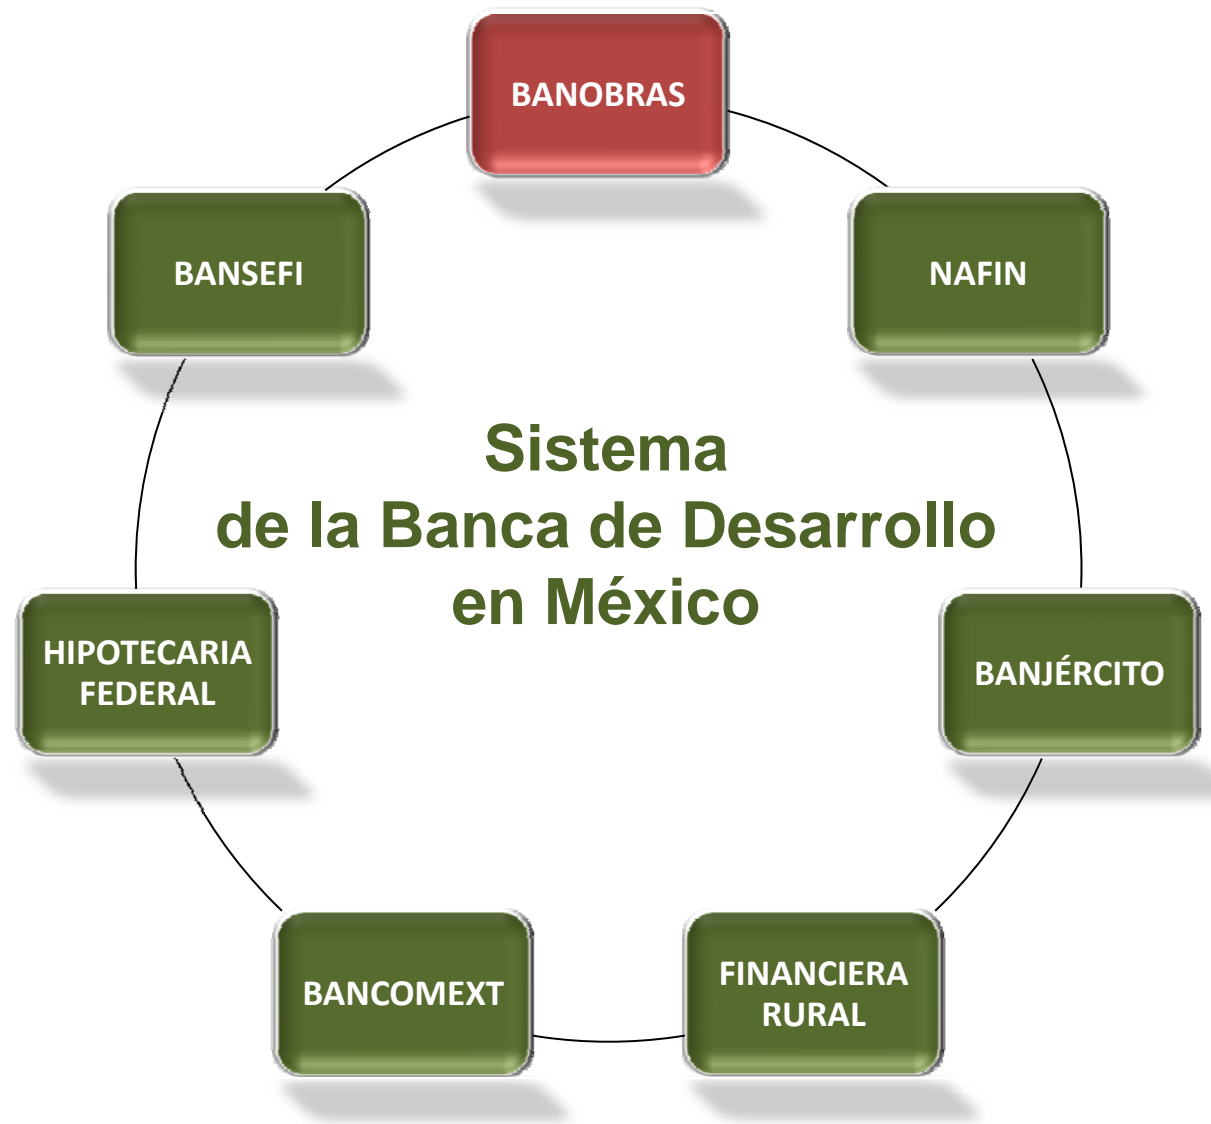 BANOBRAS
BANSEFI
NAFIN
Sistema
de la Banca de Desarrollo
en México
HIPOTECARIA
FEDERAL
BANJÉRCITO
BANCOMEXT
FINANCIERA
RURAL